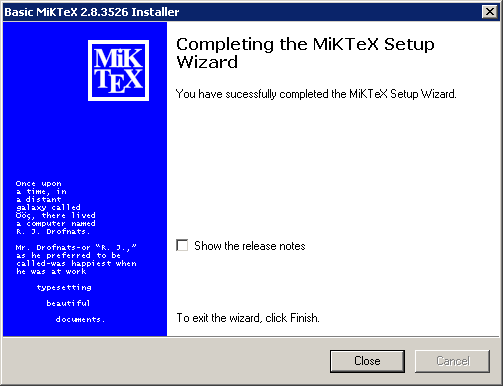 Basic MiKTeX 2.8.3526 Installer
MiK
TEX
Completing the MiKTeX Setup
Wizard
You have sucessfully completed the MiKTeX Setup Wizard.
Once upon
a time, in
a distant
galaxy called
Ööç, there lived
a computer named
R. J. Drofnats.
Mr. Drofnats—or “R. J.,”
as he preferred to be
called—was happiest when
he was at work
typesetting
beautiful
documents.
Show the release notes
To exit the wizard, click Finish.
Close
Cancel